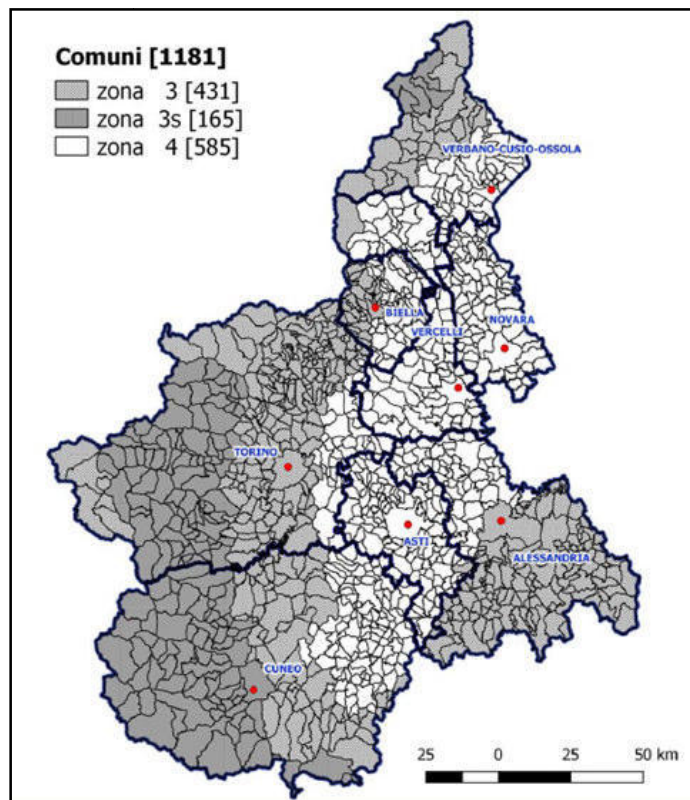 Comuni [1181]
zona 3 [431]
zona 3s [165]
zona 4 [585]
VERBANO-CUSIO-OSSOLA
BIELLA
VERCELLI
NOVARA
TORINO
ASTI
ALESSANDRIA
CUNEO
25 0 25 50 km